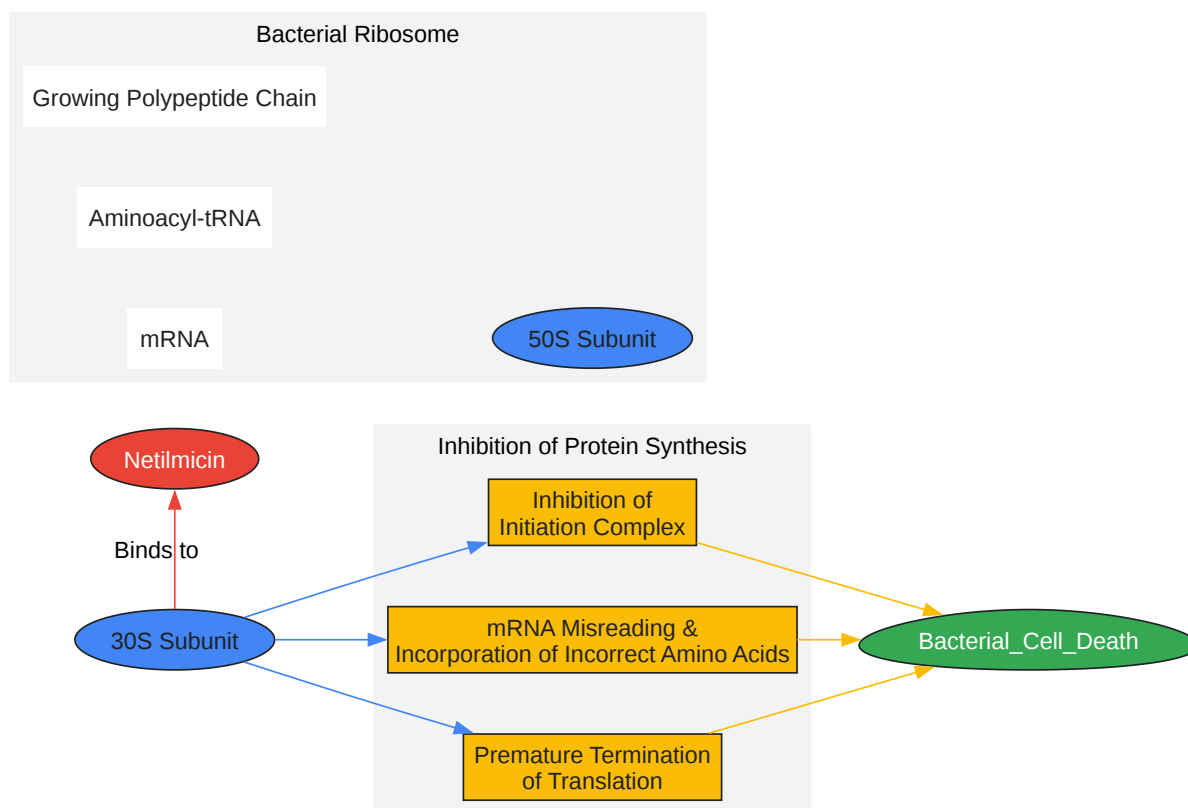 Bacterial Ribosome
Growing Polypeptide Chain
Aminoacyl-tRNA
mRNA
50S Subunit
Netilmicin
Binds to
30S Subunit
Inhibition of Protein Synthesis
Inhibition of
Initiation Complex
mRNA Misreading &
Incorporation of Incorrect Amino Acids
Premature Termination
of Translation
Bacterial_Cell_Death